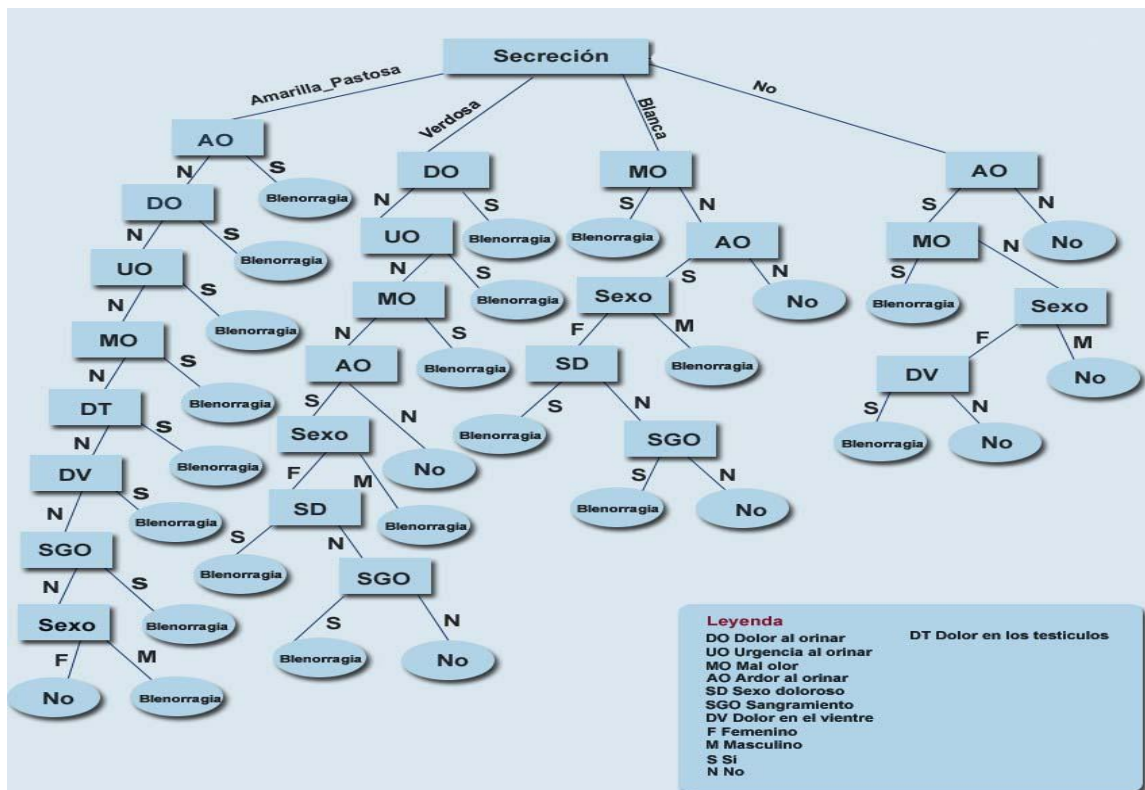 Secreción
Amarilla_Pastosa
Verdosa
Blanca
No
AO
DO
MO
AO
N
S
N
S
S
N
S
N
DO
Blenorragia
UO
Blenorragia
Blenorragia
AO
MO
No
N
S
N
S
S
N
S
N
UO
Blenorragia
MO
Blenorragia
Sexo
No
Blenorragia
Sexo
N
S
N
S
F
M
F
M
MO
Blenorragia
AO
Blenorragia
SD
Blenorragia
DV
No
N
S
S
N
S
N
S
N
DT
Blenorragia
Sexo
No
Blenorragia
SGO
Blenorragia
No
N
S
F
M
S
N
DV
Blenorragia
SD
Blenorragia
Blenorragia
No
N
S
S
N
SGO
Blenorragia
Blenorragia
SGO
N
S
S
N
Sexo
Blenorragia
Blenorragia
No
F
M
No
Blenorragia
Leyenda
DO Dolor al orinar
UO Urgencia al orinar
MO Mal olor
AO Ardor al orinar
SD Sexo doloroso
SGO Sangramiento
DV Dolor en el vientre
F Femenino
M Masculino
S Si
N No
DT Dolor en los testiculos